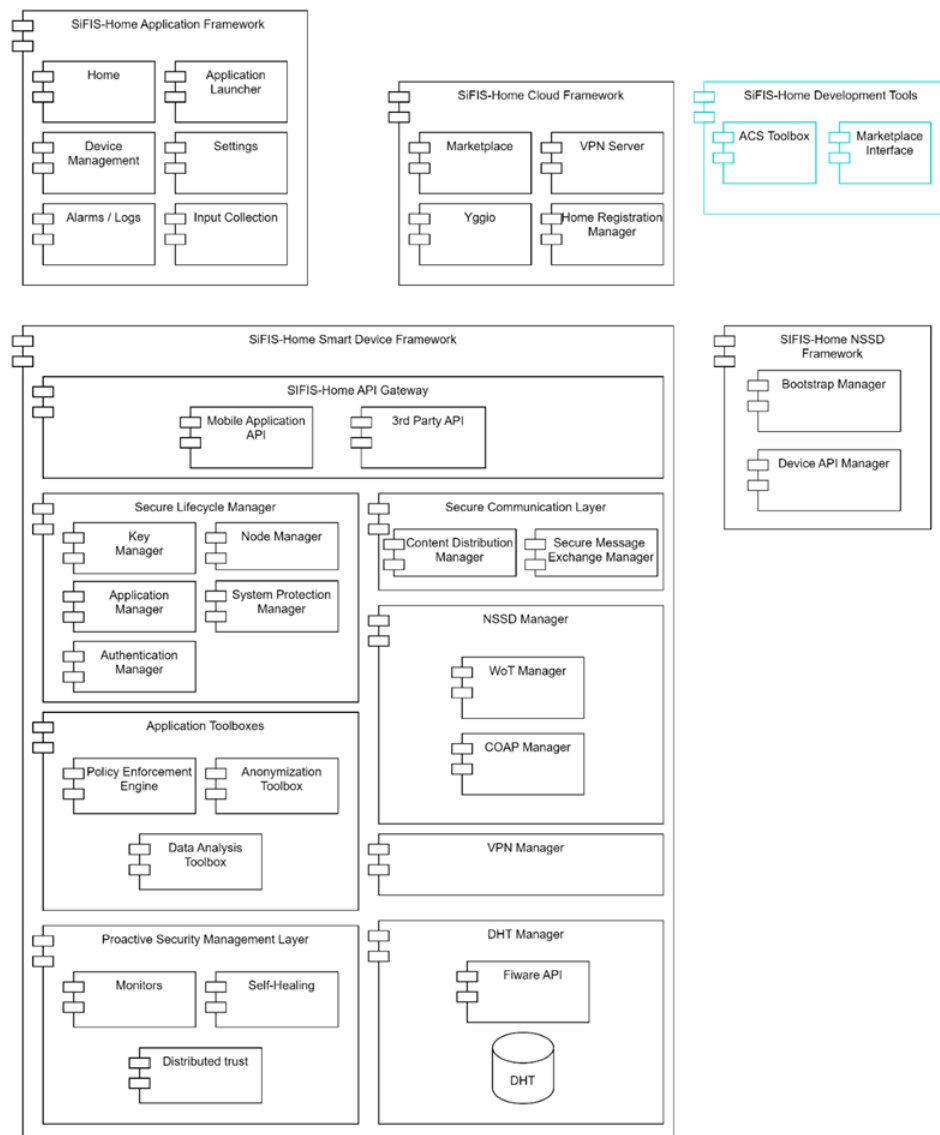 SiFIS-Home Application Framework
Home
Application
Launcher
Device
Management
Settings
Alarms / Logs
Input Collection
SiFIS-Home Cloud Framework
Marketplace
VPN Server
Yggio
Home Registration
Manager
SiFIS-Home Development Tools
ACS Toolbox
Marketplace
Interface
SiFIS-Home Smart Device Framework
SIFIS-Home API Gateway
Mobile Application
API
3rd Party API
Secure Lifecycle Manager
Key
Manager
Node Manager
Application
Manager
System Protection
Manager
Authentication
Manager
Secure Communication Layer
Content Distribution
Manager
Secure Message
Exchange Manager
NSSD Manager
WoT Manager
COAP Manager
Application Toolboxes
Policy Enforcement
Engine
Anonymization
Toolbox
Data Analysis
Toolbox
VPN Manager
Proactive Security Management Layer
Monitors
Self-Healing
Distributed trust
DHT Manager
Fiware API
DHT
SIFIS-Home NSSD
Framework
Bootstrap Manager
Device API Manager